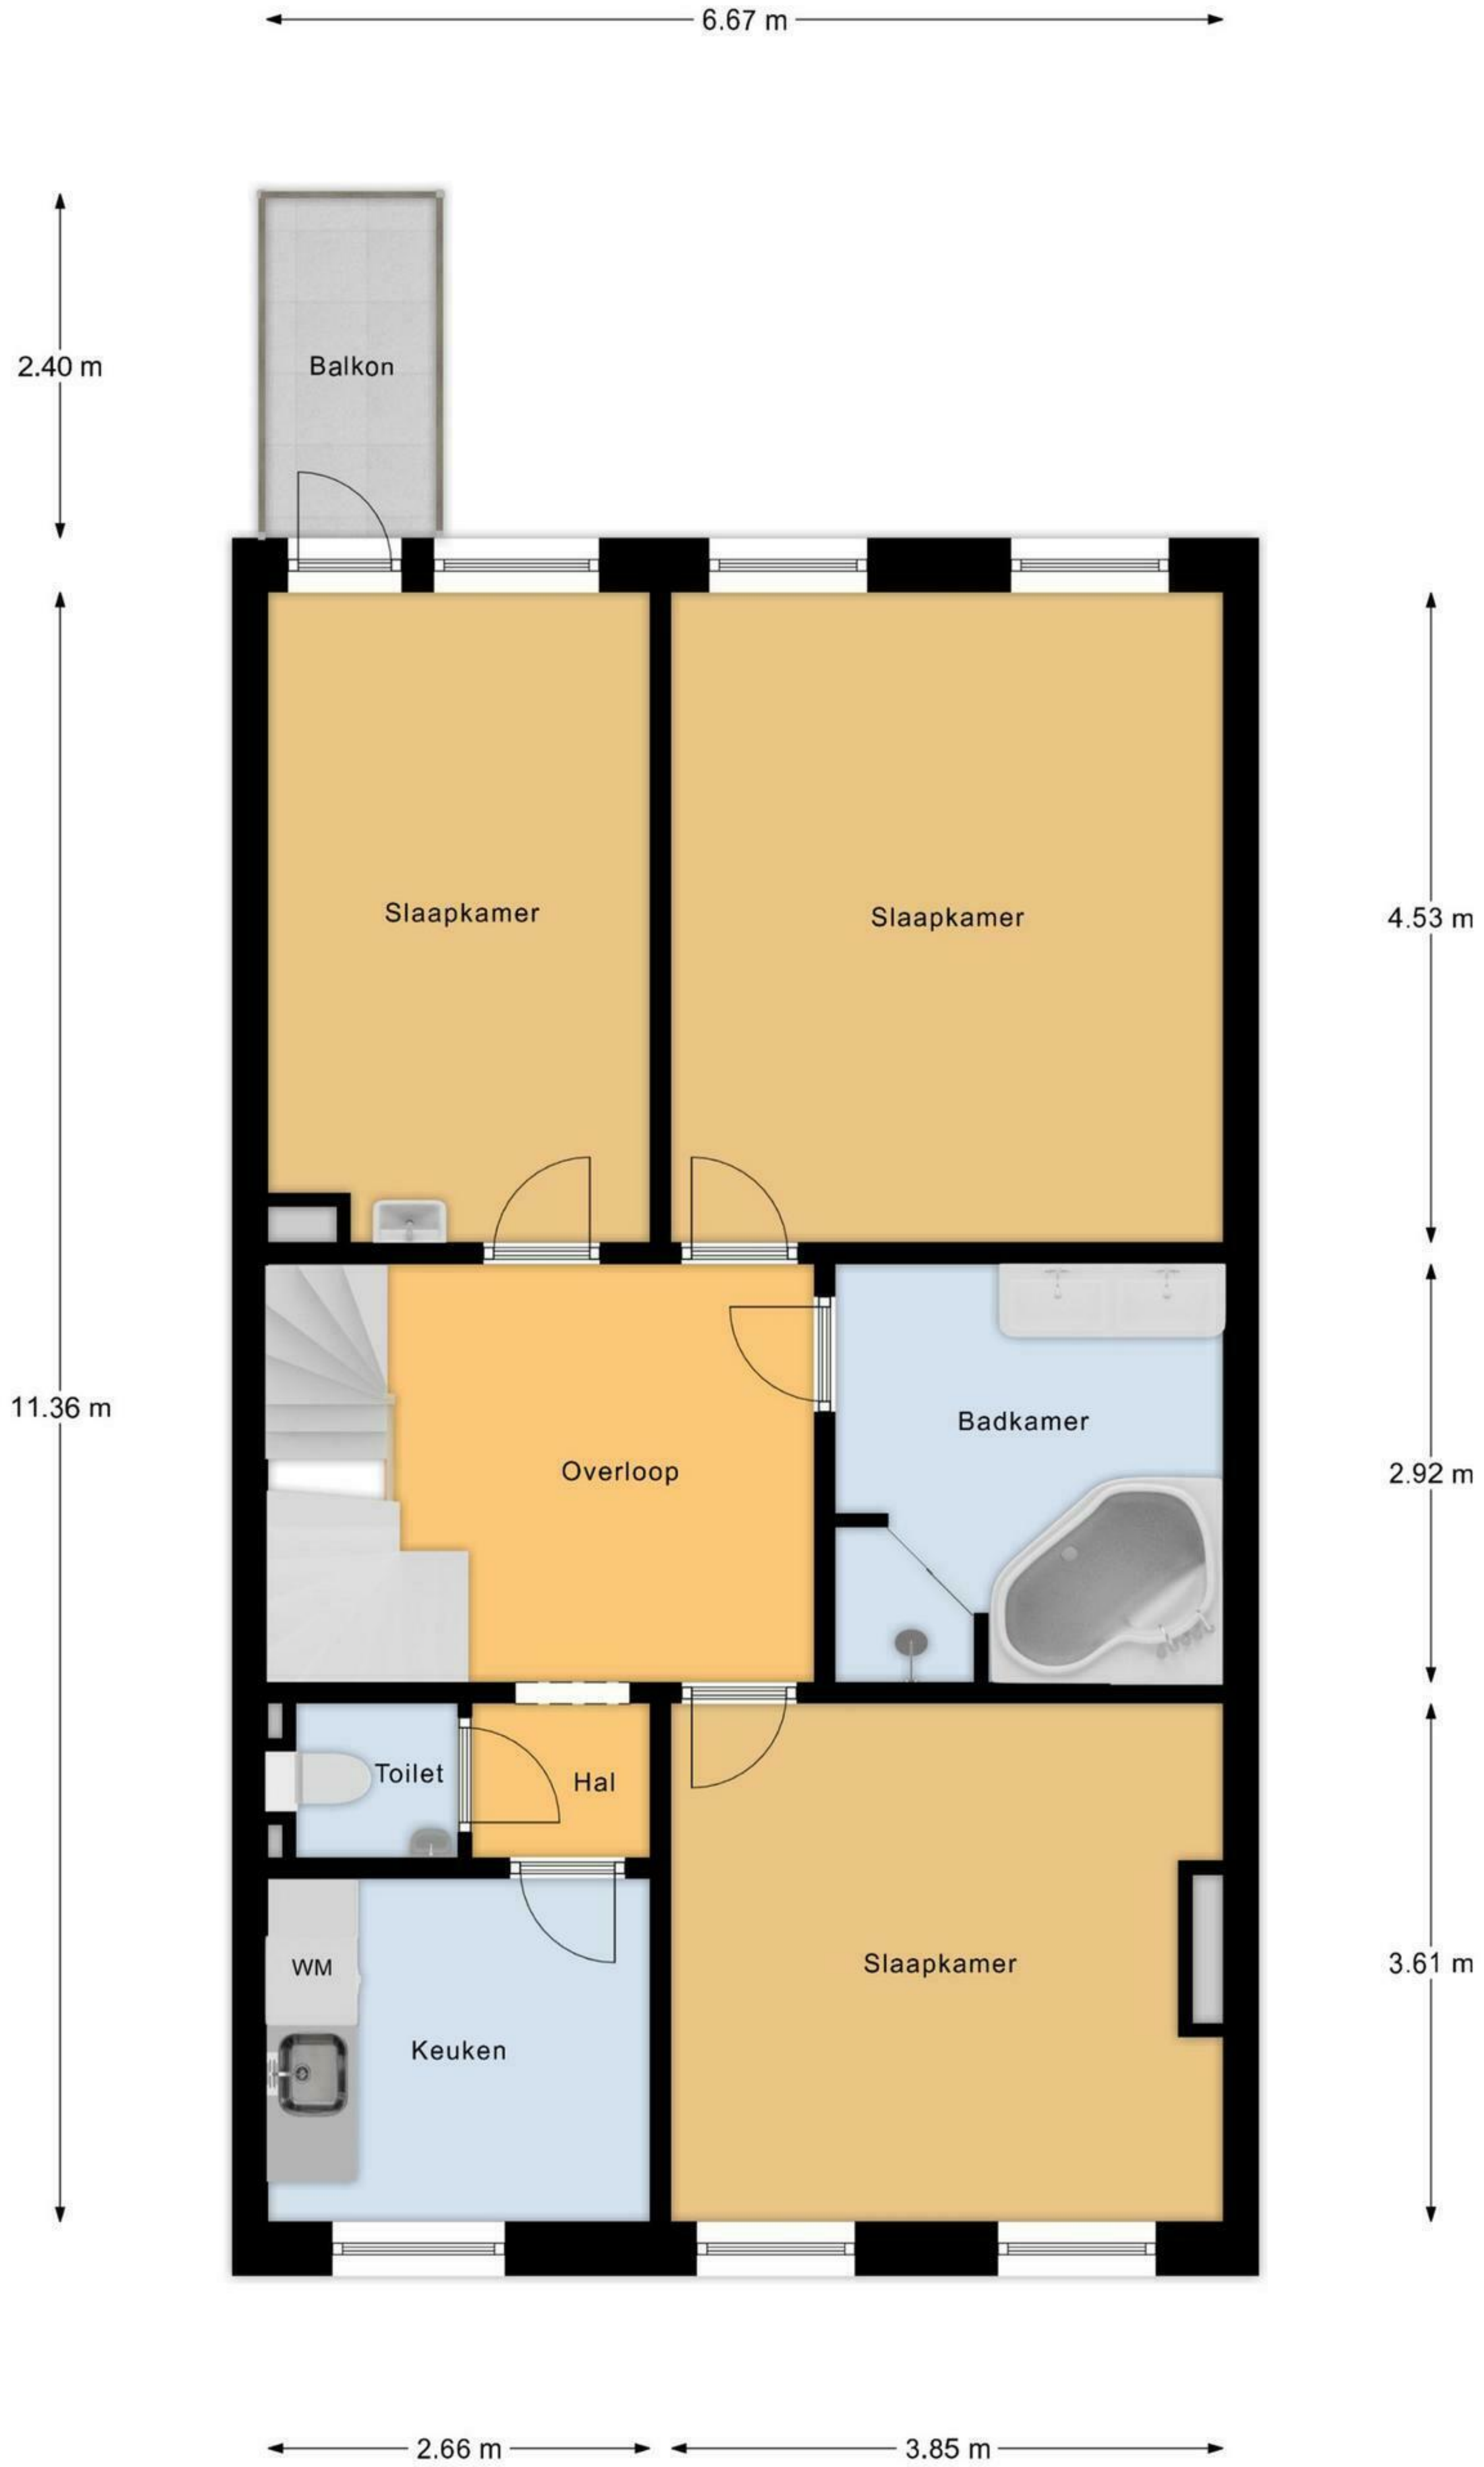 6.67 m
Balkon
2.40 m
Slaapkamer
Slaapkamer
4.53 m
11.36 m
Badkamer
Overloop
2.92 m
Toilet
Hal
WM
Slaapkamer
3.61 m
Keuken
2.66 m
3.85 m